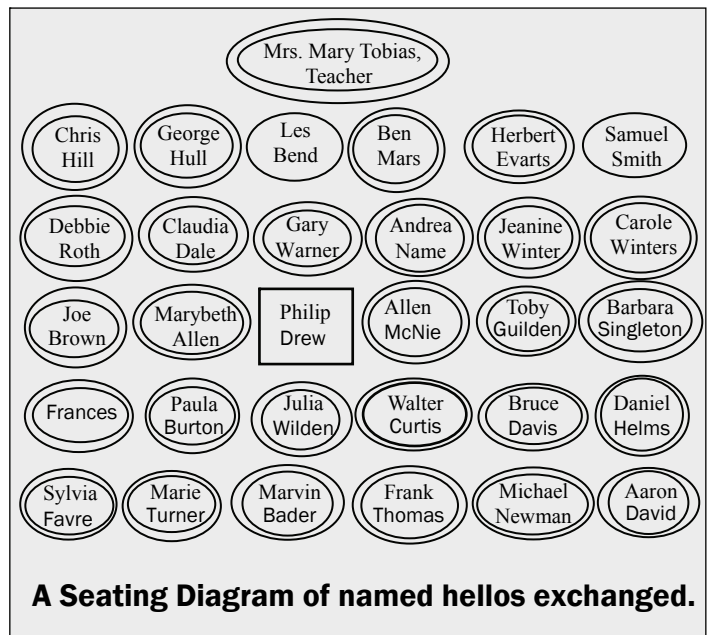 Mrs. Mary Tobias,
Teacher
Chris
Hill
George
Hull
Les
Bend
Ben
Mars
Herbert
Evarts
Samuel
Smith
Debbie
Roth
Claudia
Dale
Gary
Warner
Andrea
Name
Jeanine
Winter
Carole
Winters
Joe
Brown
Marybeth
Allen
Philip
Drew
Allen
McNie
Toby
Guilden
Barbara
Singleton
Frances
Paula
Burton
Julia
Wilden
Walter
Curtis
Bruce
Davis
Daniel
Helms
Sylvia
Favre
Marie
Turner
Marvin
Bader
Frank
Thomas
Michael
Newman
Aaron
David
A Seating Diagram of named hellos exchanged.